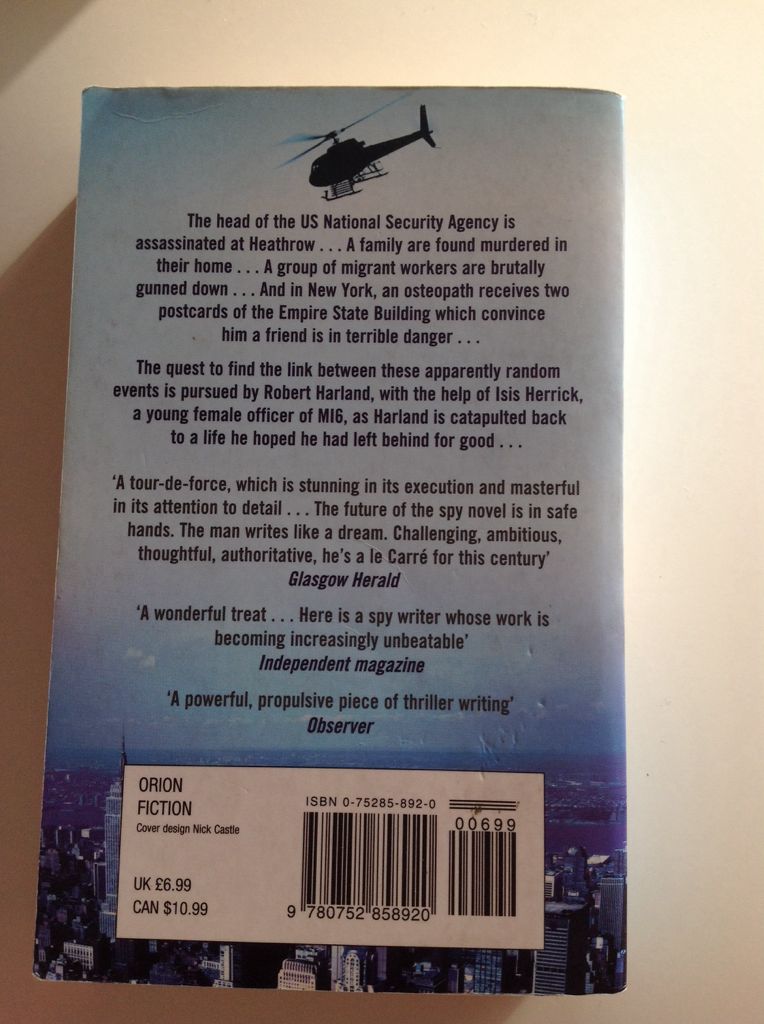 The head of the US National Security Agency is
assassinated at Heathrow . . . A family are found murdered in
their home . . . A group of migrant workers are brutally
gunned down . . . And in New York, an osteopath receives two
postcards of the Empire State Building which convince
him a friend is in terrible danger . . .
The quest to find the link between these apparently random
events is pursued by Robert Harland, with the help of Isis Herrick,
a young female officer of MI6, as Harland is catapulted back
to a life he hoped he had left behind for good . . .
'A tour-de-force, which is stunning in its execution and masterful
in its attention to detail . . . The future of the spy novel is in safe
hands. The man writes like a dream. Challenging, ambitious,
thoughtful, authoritative, he's a le Carré for this century'
Glasgow Herald
'A wonderful treat . . . Here is a spy writer whose work is
becoming increasingly unbeatable'
Independent magazine
'A powerful, propulsive piece of thriller writing'
Observer
ORION
FICTION
Cover design Nick Castle
UK £6.99
CAN $10.99
ISBN 0-75285-892-0
00699
9 780752 858920